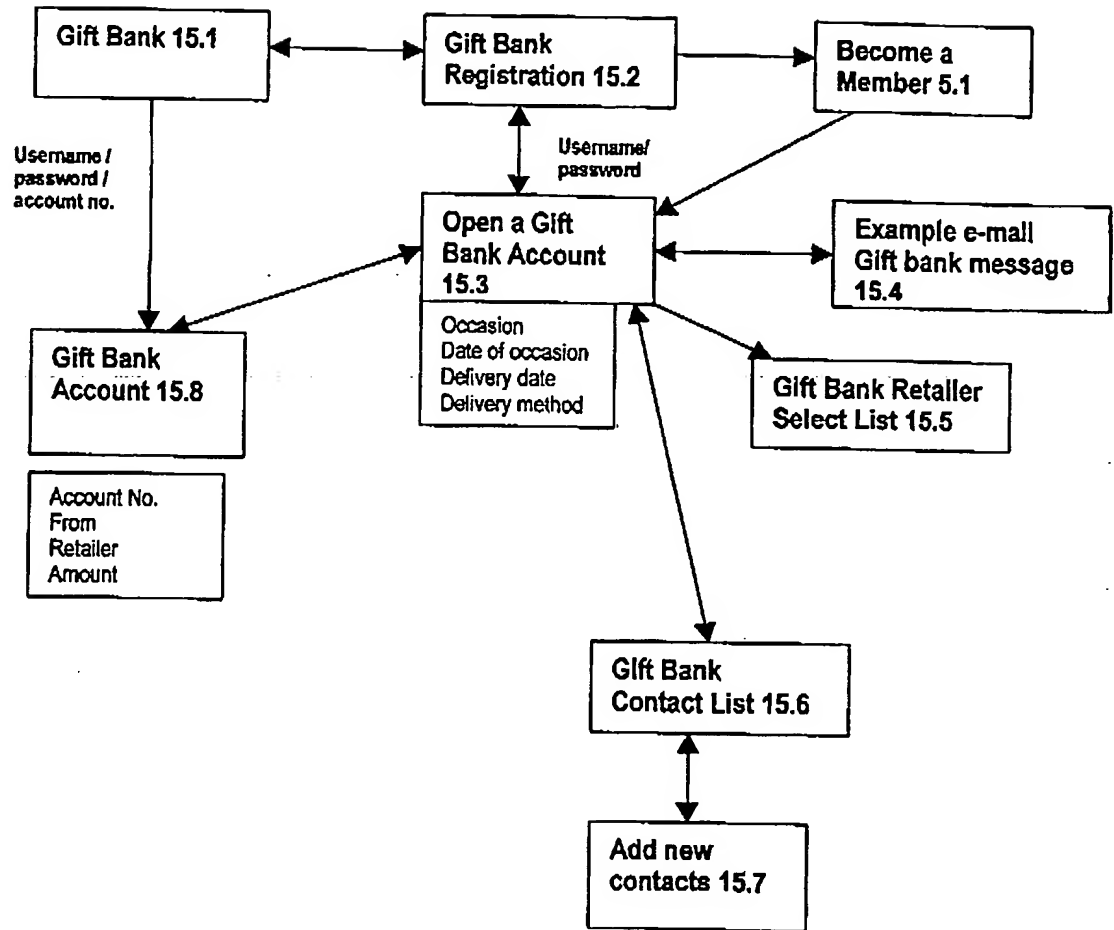 Gift Bank 15.1
Gift Bank
Registration 15.2
Become a
Member 5.1
Username /
password /
account no.
Username/
password
Open a Gift
Bank Account
15.3
Occasion
Date of occasion
Delivery date
Delivery method
Example e-mail
Gift bank message
15.4
Gift Bank
Account 15.8
Gift Bank Retailer
Select List 15.5
Account No.
From
Retailer
Amount
Gift Bank
Contact List 15.6
Add new
contacts 15.7